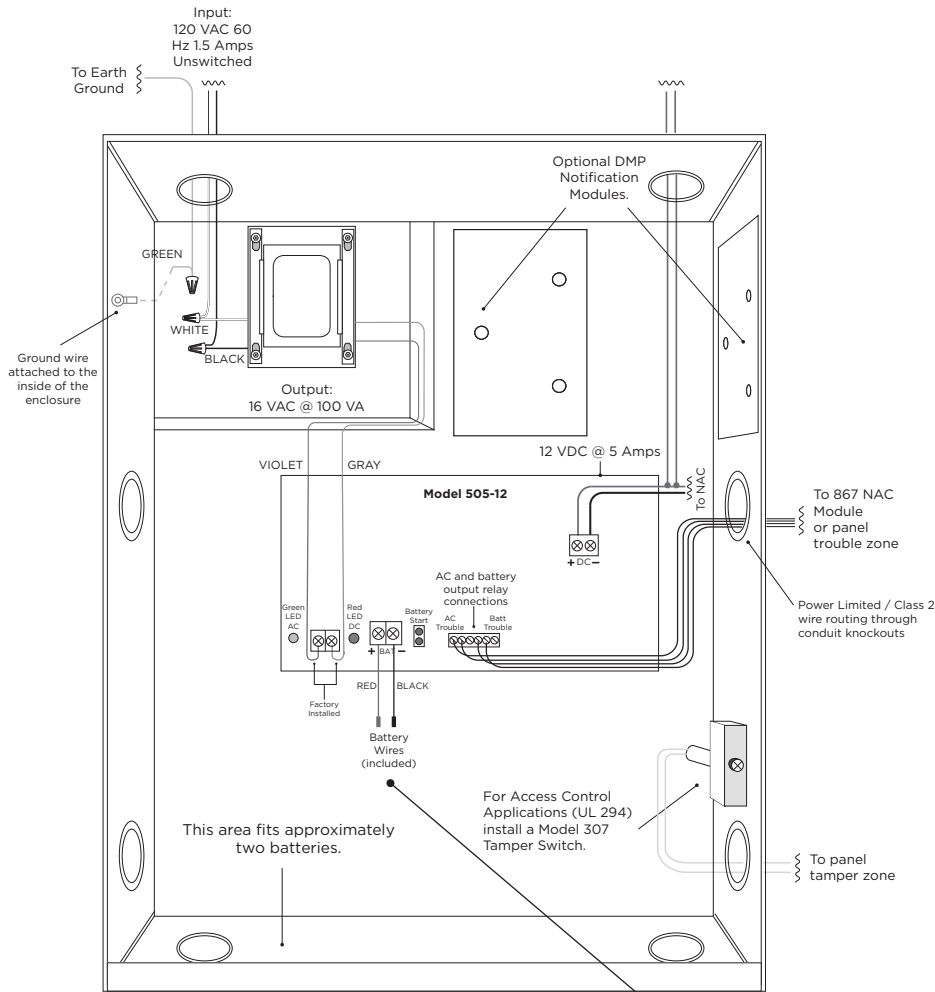 Input:
120 VAC 60
Hz 1.5 Amps
Unswitched
To Earth
Ground
Optional DMP
Notification
Modules.
GREEN
WHITE
BLACK
Ground wire
attached to the
inside of the
enclosure
Output:
16 VAC @ 100 VA
12 VDC @ 5 Amps
VIOLET
GRAY
Model 505-12
To NAC
To 867 NAC
Module
or panel
trouble zone
+ DC −
AC and battery
output relay
connections
Green
LED
AC
Red
LED
DC
Battery
Start
AC
Trouble
Batt
Trouble
+ BAT −
Power Limited / Class 2
wire routing through
conduit knockouts
Factory
Installed
RED
BLACK
Battery
Wires
(included)
For Access Control
Applications (UL 294)
install a Model 307
Tamper Switch.
This area fits approximately
two batteries.
To panel
tamper zone